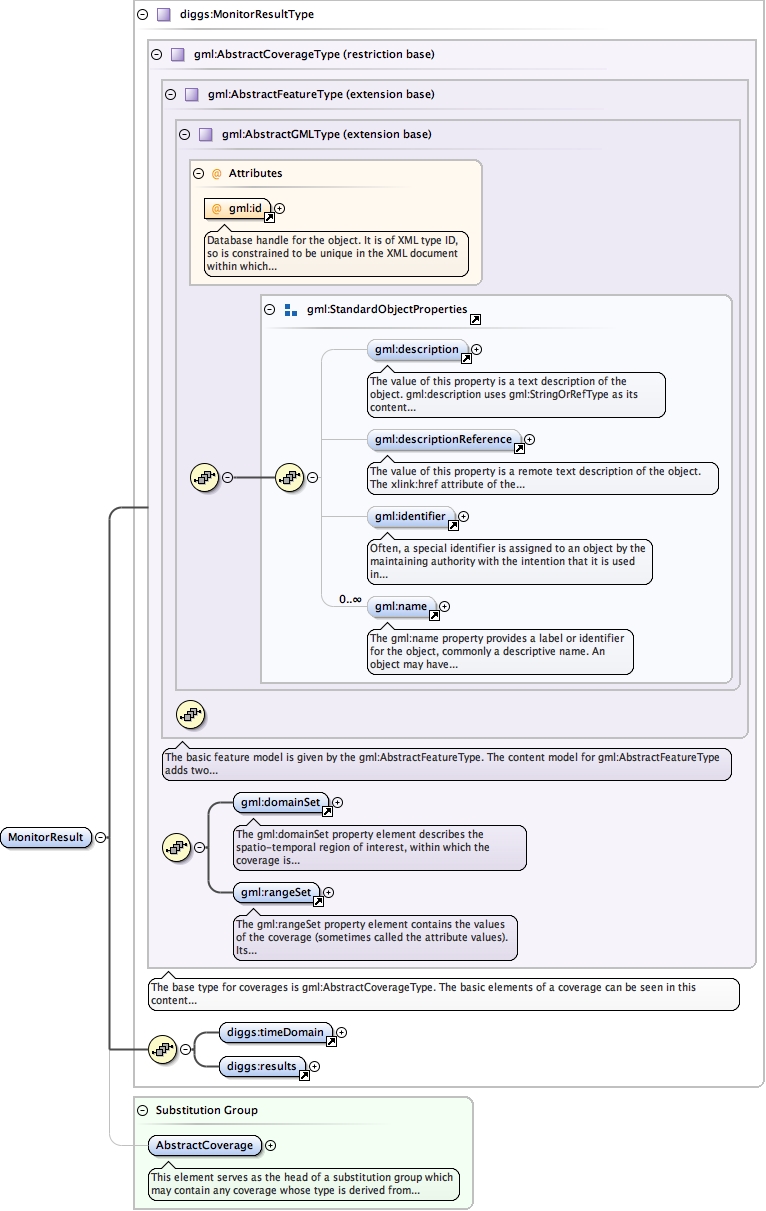 diggs:MonitorResultType
gml:AbstractCoverageType (restriction base)
gml:AbstractFeatureType (extension base)
gml:AbstractGMLType (extension base)
@ Attributes
@ gml:id
Database handle for the object. It is of XML type ID,
so is constrained to be unique in the XML document
within which...
gml:StandardObjectProperties
gml:description
The value of this property is a text description of the
object. gml:description uses gml:StringOrRefType as its
content...
gml:descriptionReference
The value of this property is a remote text description of the object.
The xlink:href attribute of the...
gml:identifier
Often, a special identifier is assigned to an object by the
maintaining authority with the intention that it is used
in...
0..∞
gml:name
The gml:name property provides a label or identifier
for the object, commonly a descriptive name. An
object may have...
The basic feature model is given by the gml:AbstractFeatureType. The content model for gml:AbstractFeatureType
adds two...
gml:domainSet
The gml:domainSet property element describes the
spatio-temporal region of interest, within which the
coverage is...
MonitorResult
gml:rangeSet
The gml:rangeSet property element contains the values
of the coverage (sometimes called the attribute values).
Its...
The base type for coverages is gml:AbstractCoverageType. The basic elements of a coverage can be seen in this
content...
diggs:timeDomain
diggs:results
Substitution Group
AbstractCoverage
This element serves as the head of a substitution group which
may contain any coverage whose type is derived from...